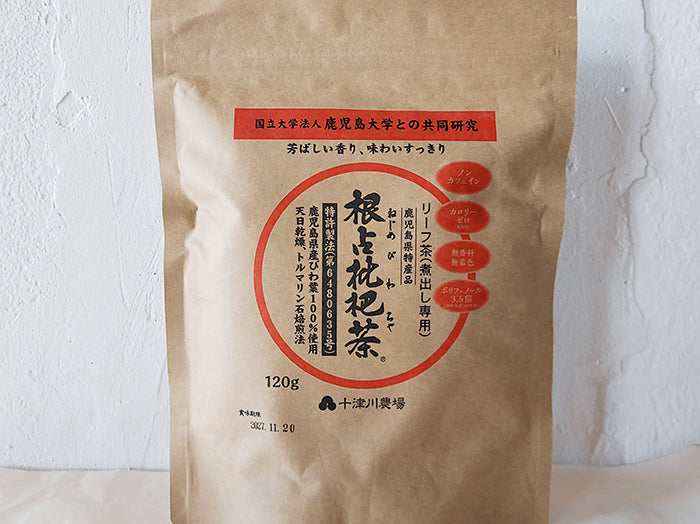 国立大学法人 鹿児島大学との共同研究
芳ばしい香り、味わいすっきり
ノン
カフェイン
カロリー
ゼロ
無香料
無着色
ポリフェノール
3.5倍
リーフ茶(煮出し専用)
鹿児島県特産品
ねじめびわちゃ
根占枇杷茶®
特許製法(第6480635号)
鹿児島県産びわ葉100%使用
天日乾燥、トルマリン石焙煎法
120g
十津川農場
賞味期限
2027.11.20